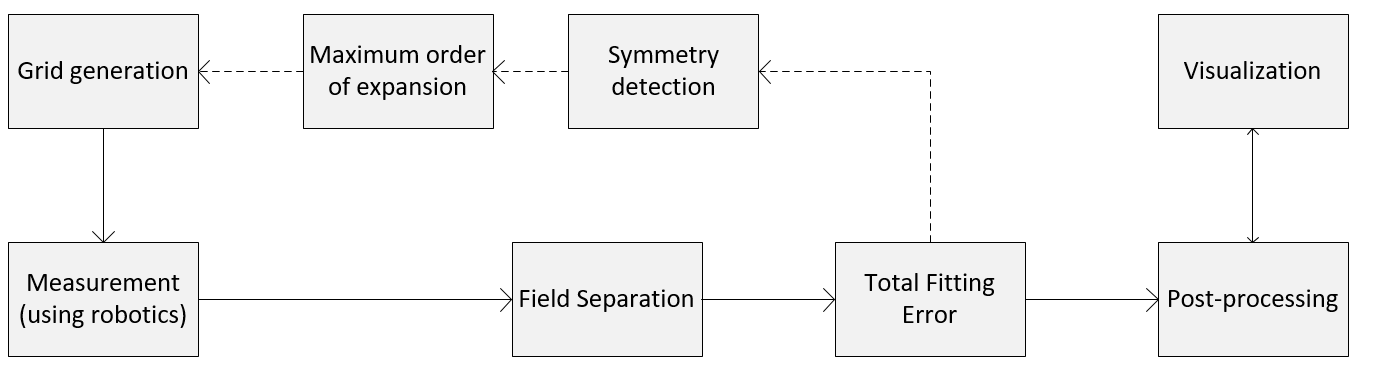 Grid generation
Maximum order
of expansion
Symmetry
detection
Visualization
Measurement
(using robotics)
Field Separation
Total Fitting
Error
Post-processing